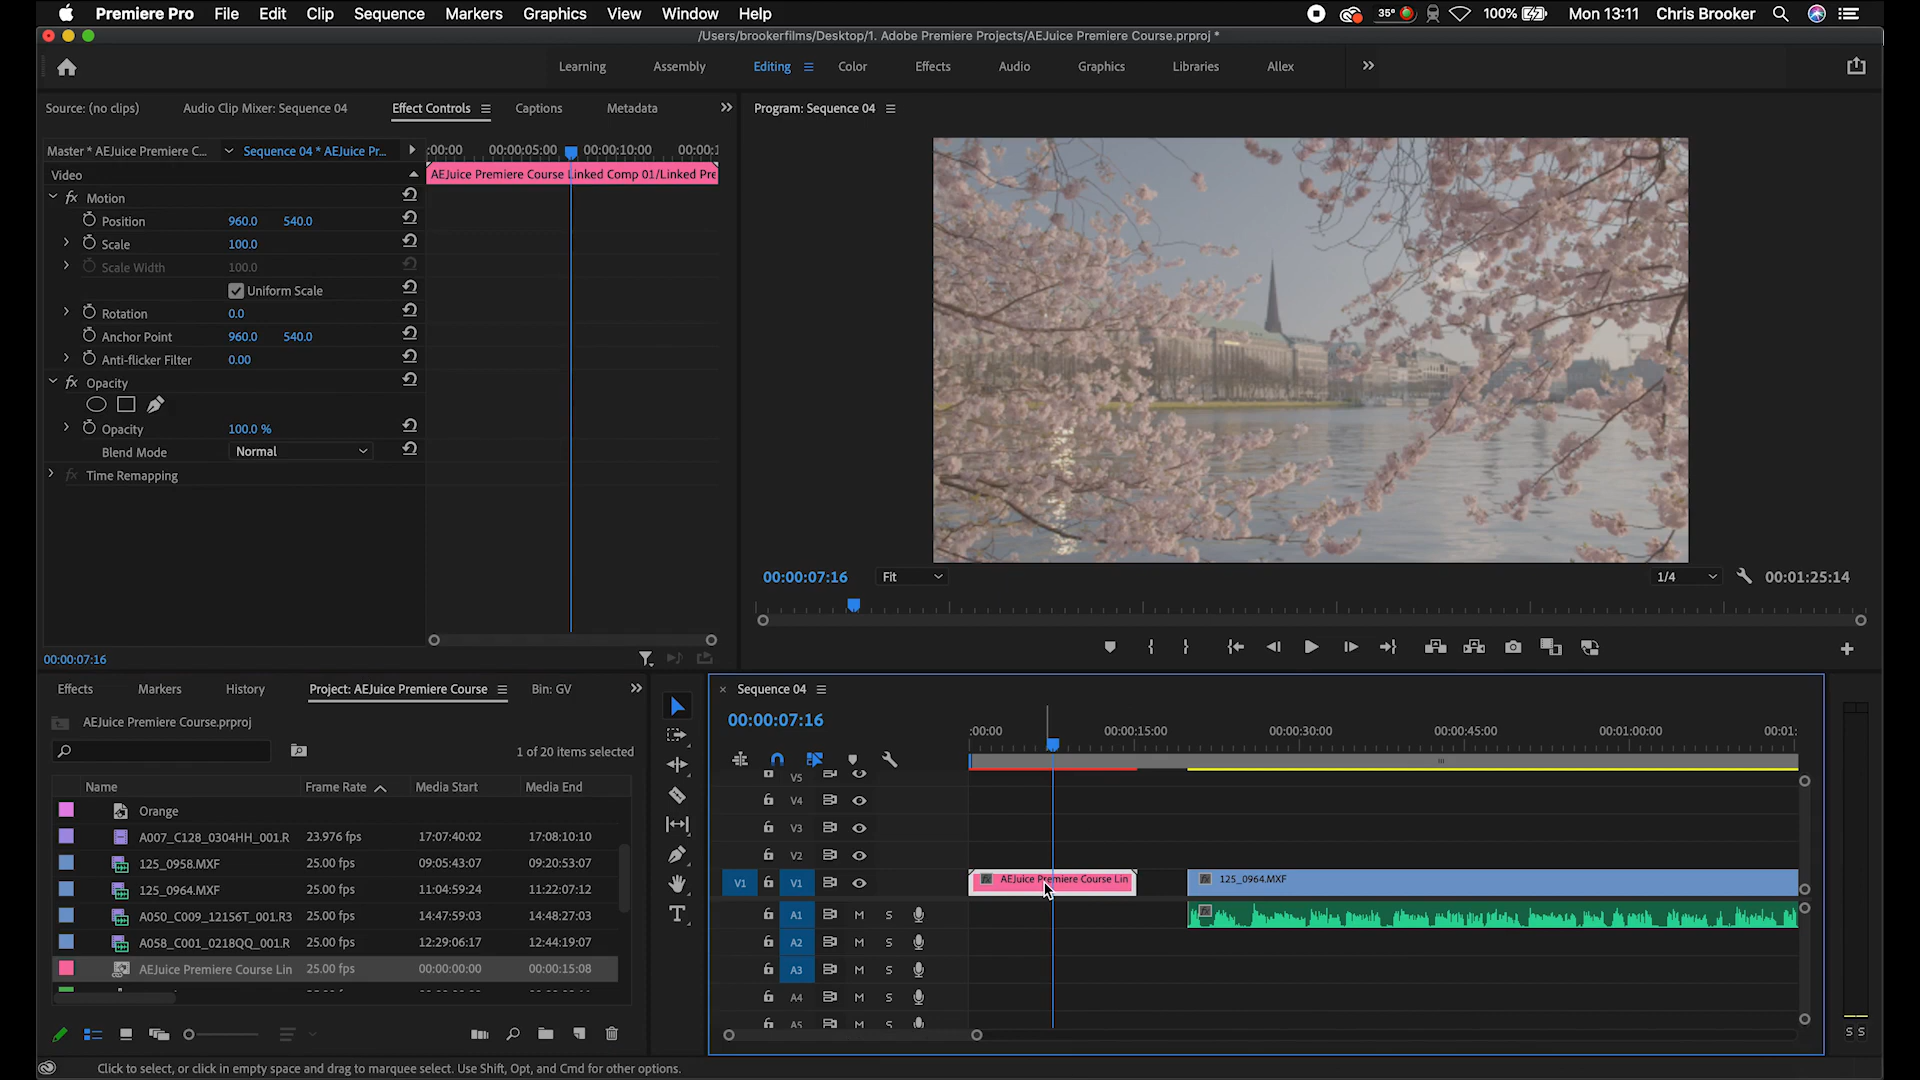 Premiere Pro File Edit Clip Sequence Markers Graphics View Window Help 35° 100% Mon 13:11 Chris Brooker
/Users/brookerfilms/Desktop/1. Adobe Premiere Projects/AEJuice Premiere Course.prproj *
Learning Assembly Editing Color Effects Audio Graphics Libraries Allex
Source: (no clips) Audio Clip Mixer: Sequence 04 Effect Controls Captions Metadata
Program: Sequence 04
Master * AEJuice Premiere C... Sequence 04 * AEJuice Pr... :00:00 00:00:05:00 00:00:10:00 00:00:1
Video AEJuice Premiere Course Linked Comp 01/Linked Pre
fx Motion
Position 960.0 540.0
Scale 100.0
Scale Width 100.0
Uniform Scale
Rotation 0.0
Anchor Point 960.0 540.0
Anti-flicker Filter 0.00
fx Opacity
Opacity 100.0 %
Blend Mode Normal
fx Time Remapping
00:00:07:16
00:00:07:16 Fit 1/4 00:01:25:14
Effects Markers History Project: AEJuice Premiere Course Bin: GV
AEJuice Premiere Course.prproj
1 of 20 items selected
Name Frame Rate Media Start Media End
Orange
A007_C128_0304HH_001.R 23.976 fps 17:07:40:02 17:08:10:10
125_0958.MXF 25.00 fps 09:05:43:07 09:20:53:07
125_0964.MXF 25.00 fps 11:04:59:24 11:22:07:12
A050_C009_12156T_001.R3 25.00 fps 14:47:59:03 14:48:27:03
A058_C001_0218QQ_001.R 25.00 fps 12:29:06:17 12:44:19:07
AEJuice Premiere Course Lin 25.00 fps 00:00:00:00 00:00:15:08
Sequence 04
00:00:07:16
:00:00 00:00:15:00 00:00:30:00 00:00:45:00 00:01:00:00 00:01:
V5
V4
V3
V2
V1 V1 AEJuice Premiere Course Lin 125_0964.MXF
A1 M S
A2 M S
A3 M S
A4 M S
A5 M S
S S
Click to select, or click in empty space and drag to marquee select. Use Shift, Opt, and Cmd for other options.